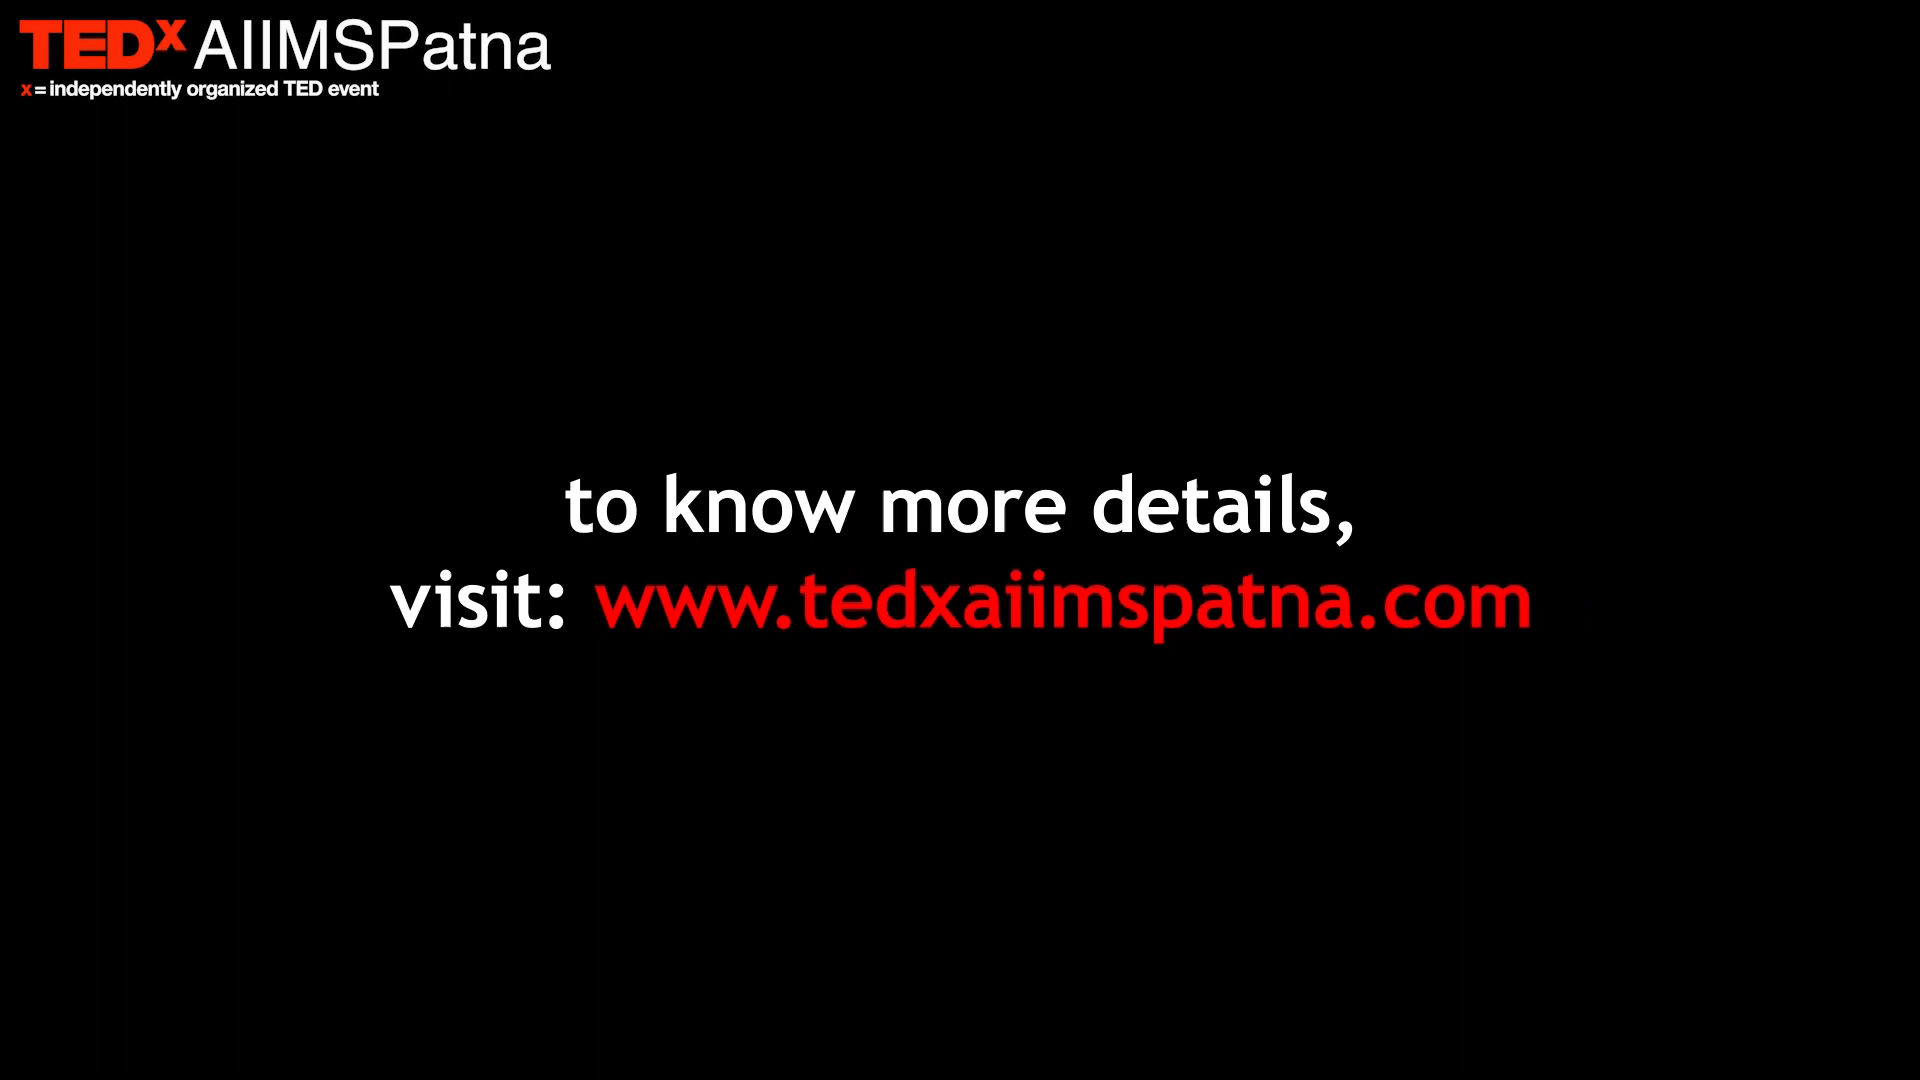 TEDx AIIMSPatna
x = independently organized TED event
to know more details,
visit: www.tedxaiimspatna.com